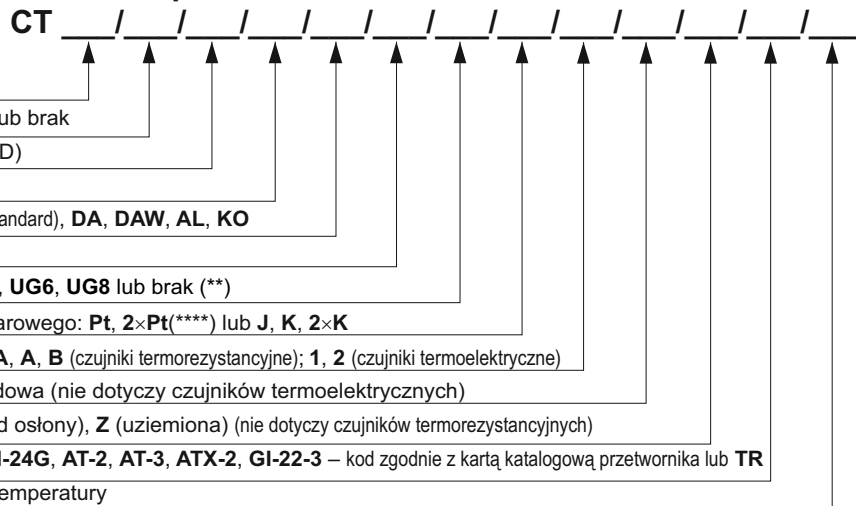 CT ___/___/___/___/___/___/___/___/___/___/___/___/___
lub brak
D)
andard), DA, DAW, AL, KO
, UG6, UG8 lub brak (**)
arowego: Pt, 2×Pt(****) lub J, K, 2×K
A, A, B (czujniki termorezystancyjne); 1, 2 (czujniki termoelektryczne)
dowa (nie dotyczy czujników termoelektrycznych)
d osłony), Z (uziemiona) (nie dotyczy czujników termorezystancyjnych)
I-24G, AT-2, AT-3, ATX-2, GI-22-3 – kod zgodnie z kartą katalogową przetwornika lub TR
emperatury